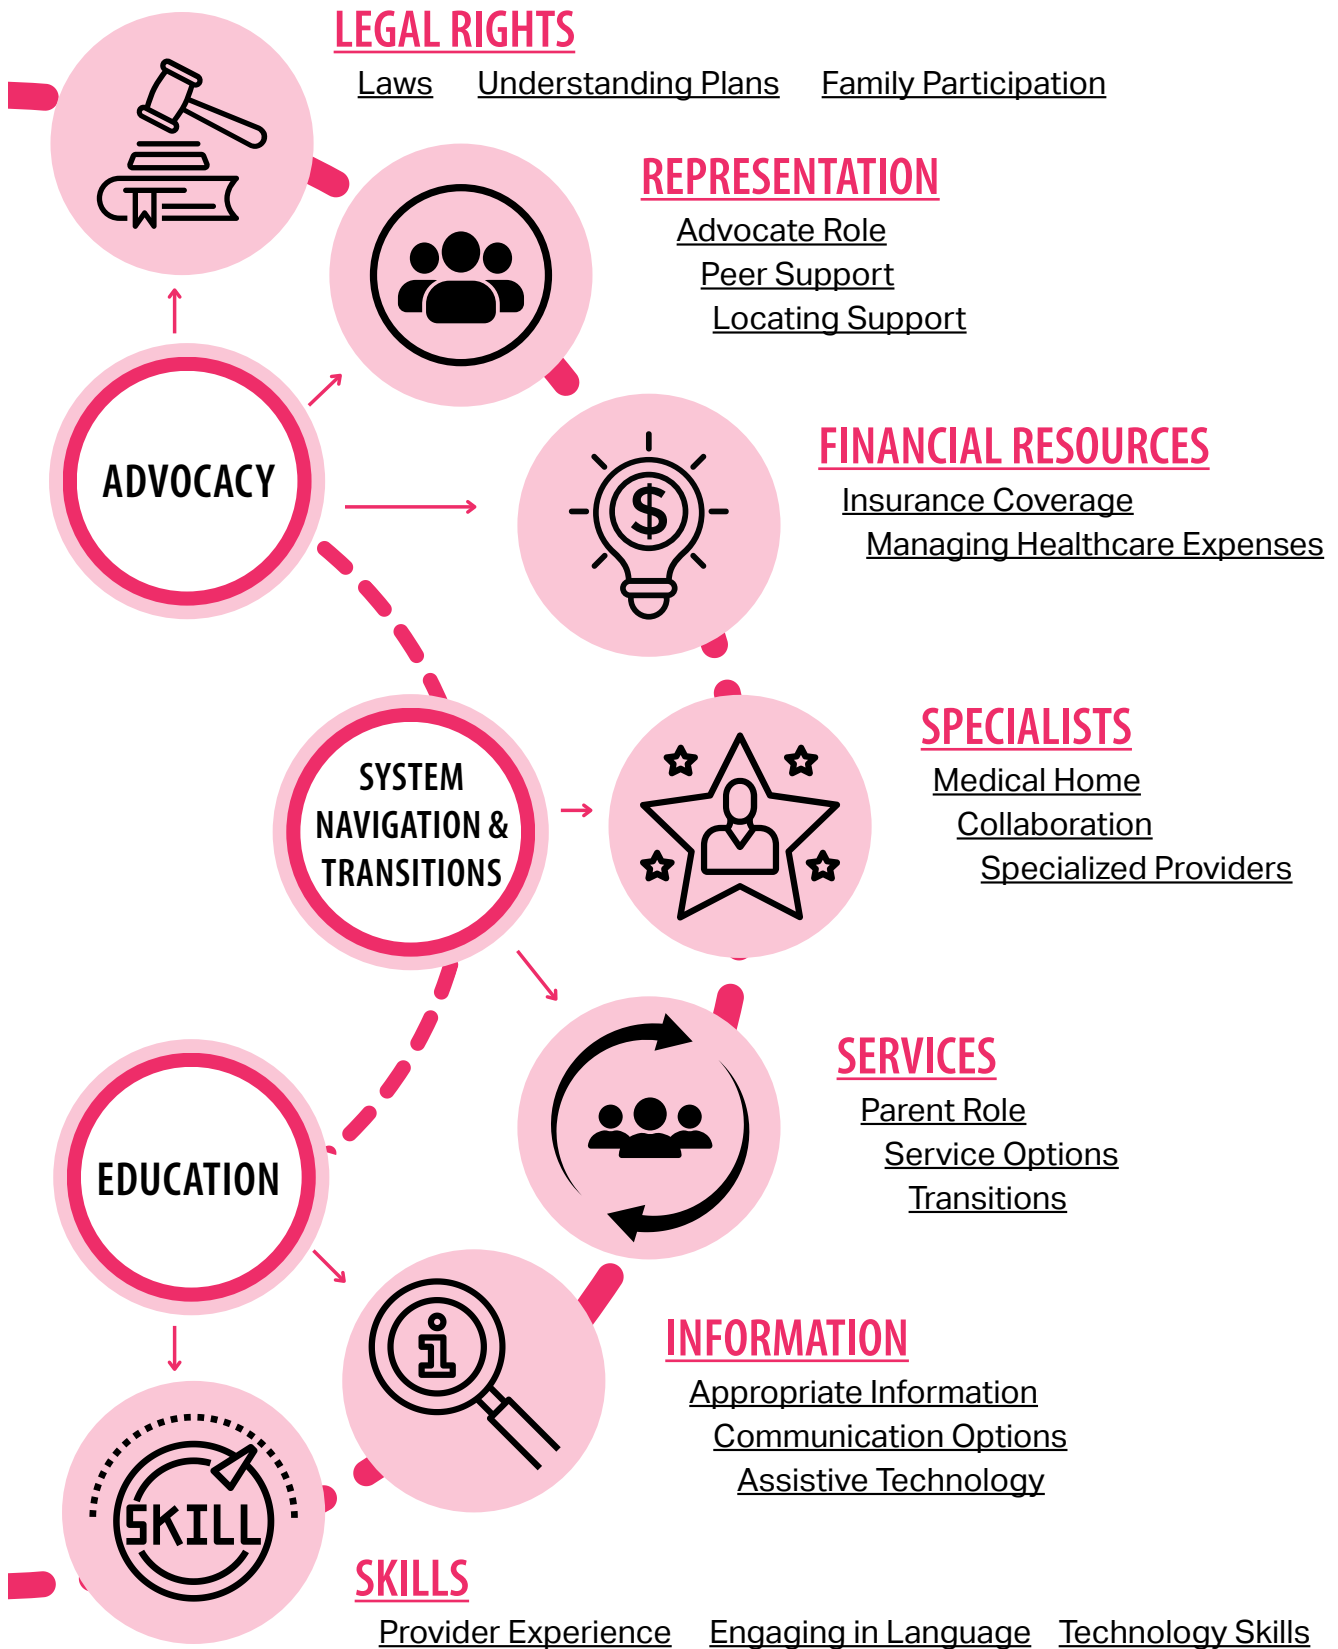 LEGAL RIGHTS
Laws Understanding Plans Family Participation
REPRESENTATION
Advocate Role
Peer Support
Locating Support
ADVOCACY
FINANCIAL RESOURCES
$
Insurance Coverage
Managing Healthcare Expenses
SYSTEM
NAVIGATION &
TRANSITIONS
SPECIALISTS
Medical Home
Collaboration
Specialized Providers
SERVICES
Parent Role
Service Options
Transitions
EDUCATION
i
INFORMATION
Appropriate Information
Communication Options
Assistive Technology
SKILL
SKILLS
Provider Experience Engaging in Language Technology Skills